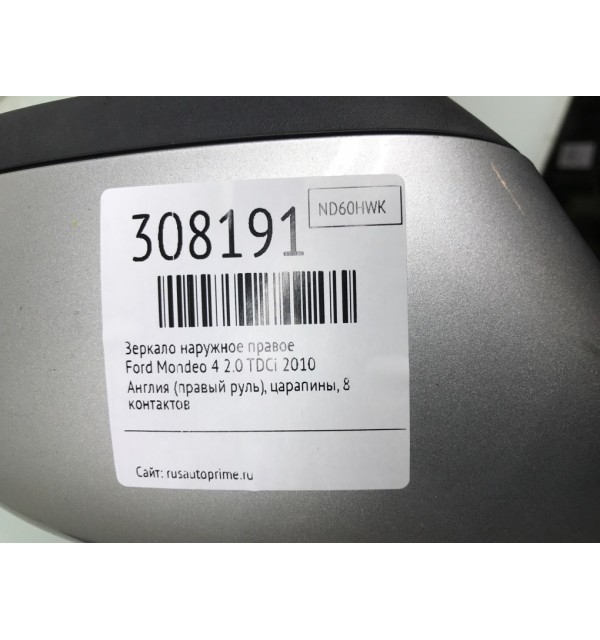 308191
ND60HWK
Зеркало наружное правое
Ford Mondeo 4 2.0 TDCi 2010
Англия (правый руль), царапины, 8
контактов
Сайт: rusautoprime.ru